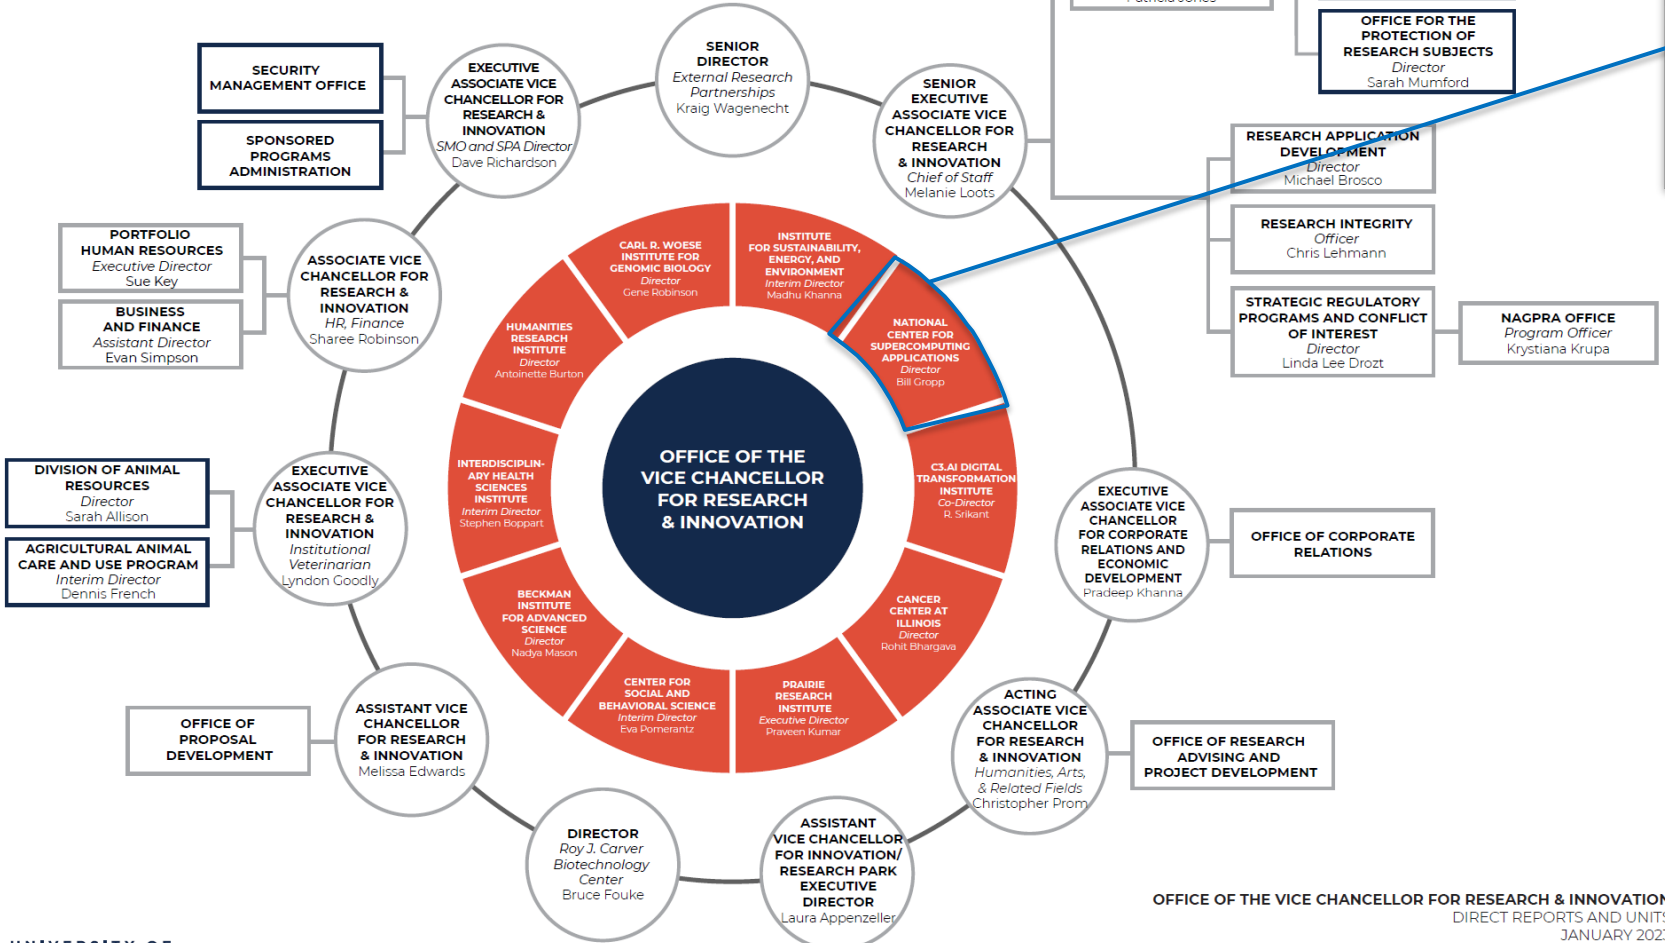 Patricia Jones
OFFICE FOR THE
PROTECTION OF
RESEARCH SUBJECTS
Director
Sarah Mumford
SENIOR
DIRECTOR
External Research
Partnerships
Kraig Wagenecht
SECURITY
MANAGEMENT OFFICE
SPONSORED
PROGRAMS
ADMINISTRATION
EXECUTIVE
ASSOCIATE VICE
CHANCELLOR FOR
RESEARCH &
INNOVATION
SMO and SPA Director
Dave Richardson
SENIOR
EXECUTIVE
ASSOCIATE VICE
CHANCELLOR FOR
RESEARCH
& INNOVATION
Chief of Staff
Melanie Loots
RESEARCH APPLICATION
DEVELOPMENT
Director
Michael Brosco
RESEARCH INTEGRITY
Officer
Chris Lehmann
STRATEGIC REGULATORY
PROGRAMS AND CONFLICT
OF INTEREST
Director
Linda Lee Drozt
NAGPRA OFFICE
Program Officer
Krystiana Krupa
PORTFOLIO
HUMAN RESOURCES
Executive Director
Sue Key
BUSINESS
AND FINANCE
Assistant Director
Evan Simpson
ASSOCIATE VICE
CHANCELLOR FOR
RESEARCH &
INNOVATION
HR, Finance
Sharee Robinson
CARL R. WOESE
INSTITUTE FOR
GENOMIC BIOLOGY
Director
Gene Robinson
INSTITUTE
FOR SUSTAINABILITY,
ENERGY, AND
ENVIRONMENT
Interim Director
Madhu Khanna
HUMANITIES
RESEARCH
INSTITUTE
Director
Antoinette Burton
NATIONAL
CENTER FOR
SUPERCOMPUTING
APPLICATIONS
Director
Bill Gropp
INTERDISCIPLIN-
ARY HEALTH
SCIENCES
INSTITUTE
Interim Director
Stephen Boppart
OFFICE OF THE
VICE CHANCELLOR
FOR RESEARCH
& INNOVATION
C3.AI DIGITAL
TRANSFORMATION
INSTITUTE
Co-Director
R. Srikant
BECKMAN
INSTITUTE
FOR ADVANCED
SCIENCE
Director
Nadya Mason
CANCER
CENTER AT
ILLINOIS
Director
Rohit Bhargava
CENTER FOR
SOCIAL AND
BEHAVIORAL SCIENCE
Interim Director
Eva Pomerantz
PRAIRIE
RESEARCH
INSTITUTE
Executive Director
Praveen Kumar
DIVISION OF ANIMAL
RESOURCES
Director
Sarah Allison
AGRICULTURAL ANIMAL
CARE AND USE PROGRAM
Interim Director
Dennis French
EXECUTIVE
ASSOCIATE VICE
CHANCELLOR FOR
RESEARCH &
INNOVATION
Institutional
Veterinarian
Lyndon Goodly
EXECUTIVE
ASSOCIATE VICE
CHANCELLOR
FOR CORPORATE
RELATIONS AND
ECONOMIC
DEVELOPMENT
Pradeep Khanna
OFFICE OF CORPORATE
RELATIONS
OFFICE OF
PROPOSAL
DEVELOPMENT
ASSISTANT VICE
CHANCELLOR
FOR RESEARCH
& INNOVATION
Melissa Edwards
ACTING
ASSOCIATE VICE
CHANCELLOR
FOR RESEARCH
& INNOVATION
Humanities, Arts,
& Related Fields
Christopher Prom
OFFICE OF RESEARCH
ADVISING AND
PROJECT DEVELOPMENT
DIRECTOR
Roy J. Carver
Biotechnology
Center
Bruce Fouke
ASSISTANT
VICE CHANCELLOR
FOR INNOVATION/
RESEARCH PARK
EXECUTIVE
DIRECTOR
Laura Appenzeller
OFFICE OF THE VICE CHANCELLOR FOR RESEARCH & INNOVATION
DIRECT REPORTS AND UNITS
JANUARY 2023
UNIVERSITY OF